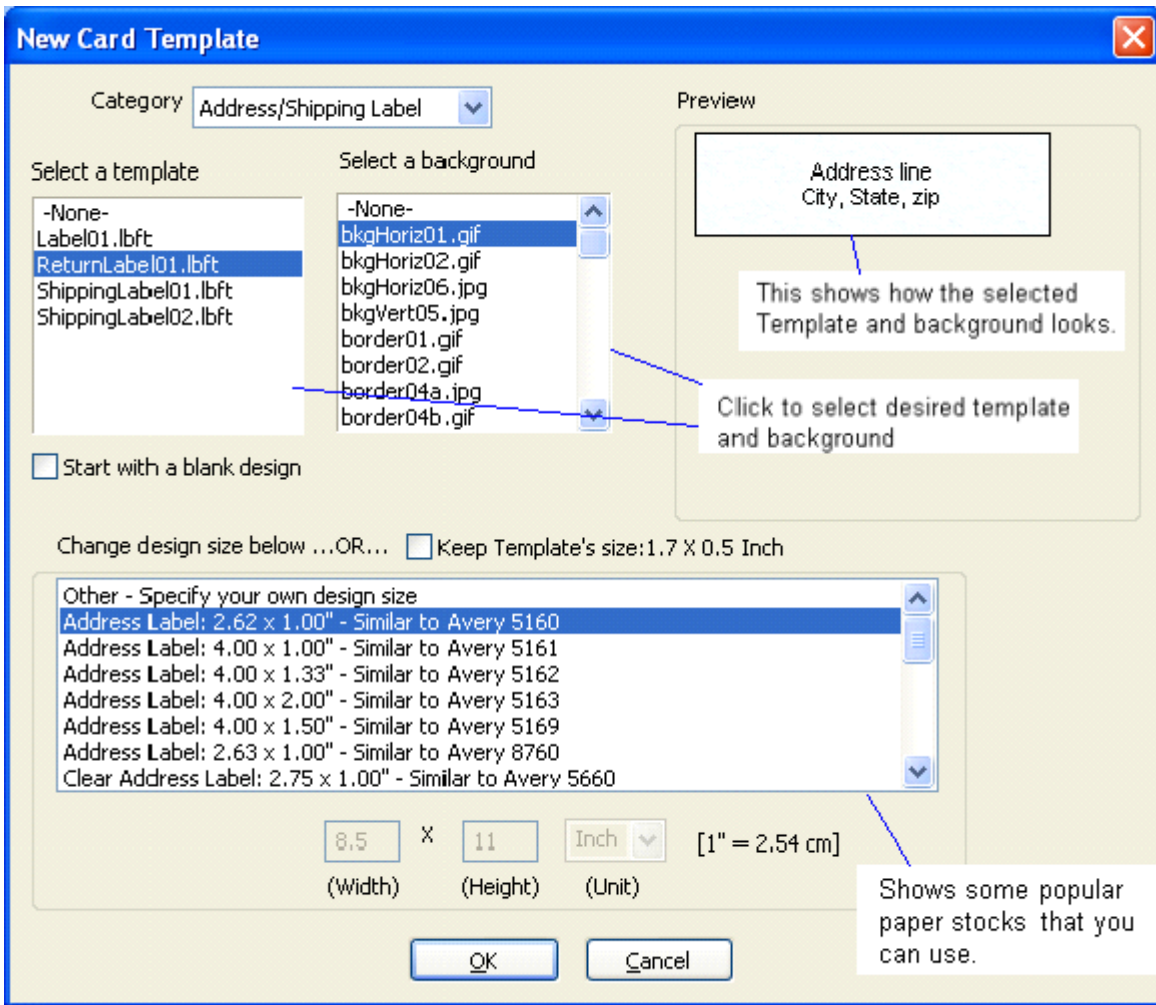 New Card Template
Category
Address/Shipping Label
Preview
Select a template
Select a background
-None-
Label01.lbft
ReturnLabel01.lbft
ShippingLabel01.lbft
ShippingLabel02.lbft
-None-
bkgHoriz01.gif
bkgHoriz02.gif
bkgHoriz06.jpg
bkgVert05.jpg
border01.gif
border02.gif
border04a.jpg
border04b.gif
Address line
City, State, zip
This shows how the selected
Template and background looks.
Click to select desired template
and background
Start with a blank design
Change design size below ...OR...
Keep Template's size:1.7 X 0.5 Inch
Other - Specify your own design size
Address Label: 2.62 x 1.00" - Similar to Avery 5160
Address Label: 4.00 x 1.00" - Similar to Avery 5161
Address Label: 4.00 x 1.33" - Similar to Avery 5162
Address Label: 4.00 x 2.00" - Similar to Avery 5163
Address Label: 4.00 x 1.50" - Similar to Avery 5169
Address Label: 2.63 x 1.00" - Similar to Avery 8760
Clear Address Label: 2.75 x 1.00" - Similar to Avery 5660
8.5 X 11 Inch [1" = 2.54 cm]
(Width) (Height) (Unit)
Shows some popular
paper stocks that you
can use.
OK Cancel